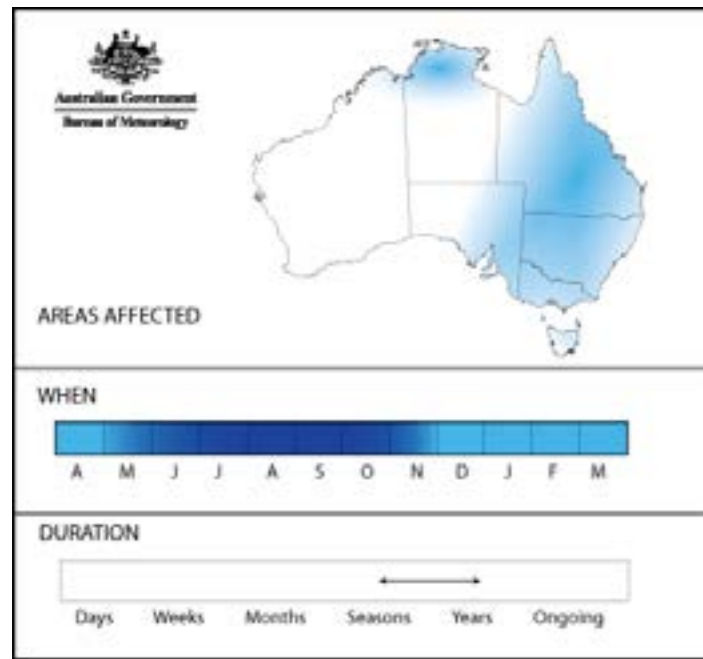 Australian Government
Bureau of Meteorology
AREAS AFFECTED
WHEN
A M J J A S O N D J F M
DURATION
Days Weeks Months Seasons Years Ongoing